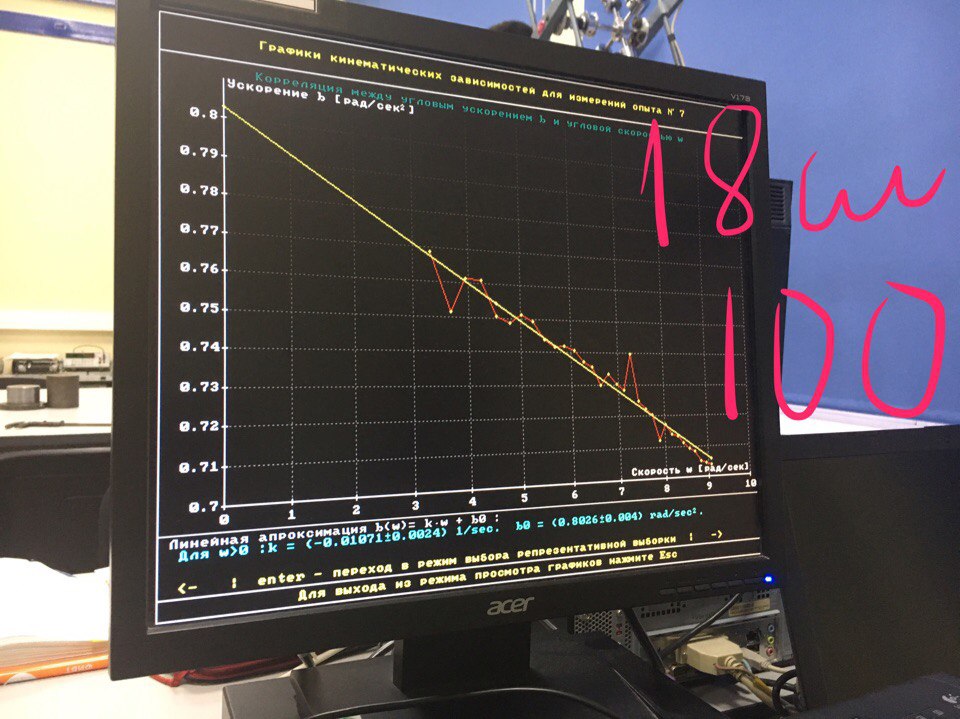 Графики кинематических зависимостей для измерений опыта N 7
Корреляция между угловым ускорением b и угловой скоростью w
Ускорение b [рад/сек²]
0.8
0.79
0.78
0.77
0.76
0.75
0.74
0.73
0.72
0.71
0.7
0 1 2 3 4 5 6 7 8 9 10
Скорость w [рад/сек]
Линейная апроксимация b(w)= k·w + b0 :
Для w>0 :k = (-0.01071±0.0024) 1/sec. b0 = (0.8026±0.004) rad/sec².
<- ¦ enter - переход в режим выбора репрезентативной выборки ¦ ->
Для выхода из режима просмотра графиков нажмите Esc
acer
V173
18 см
100